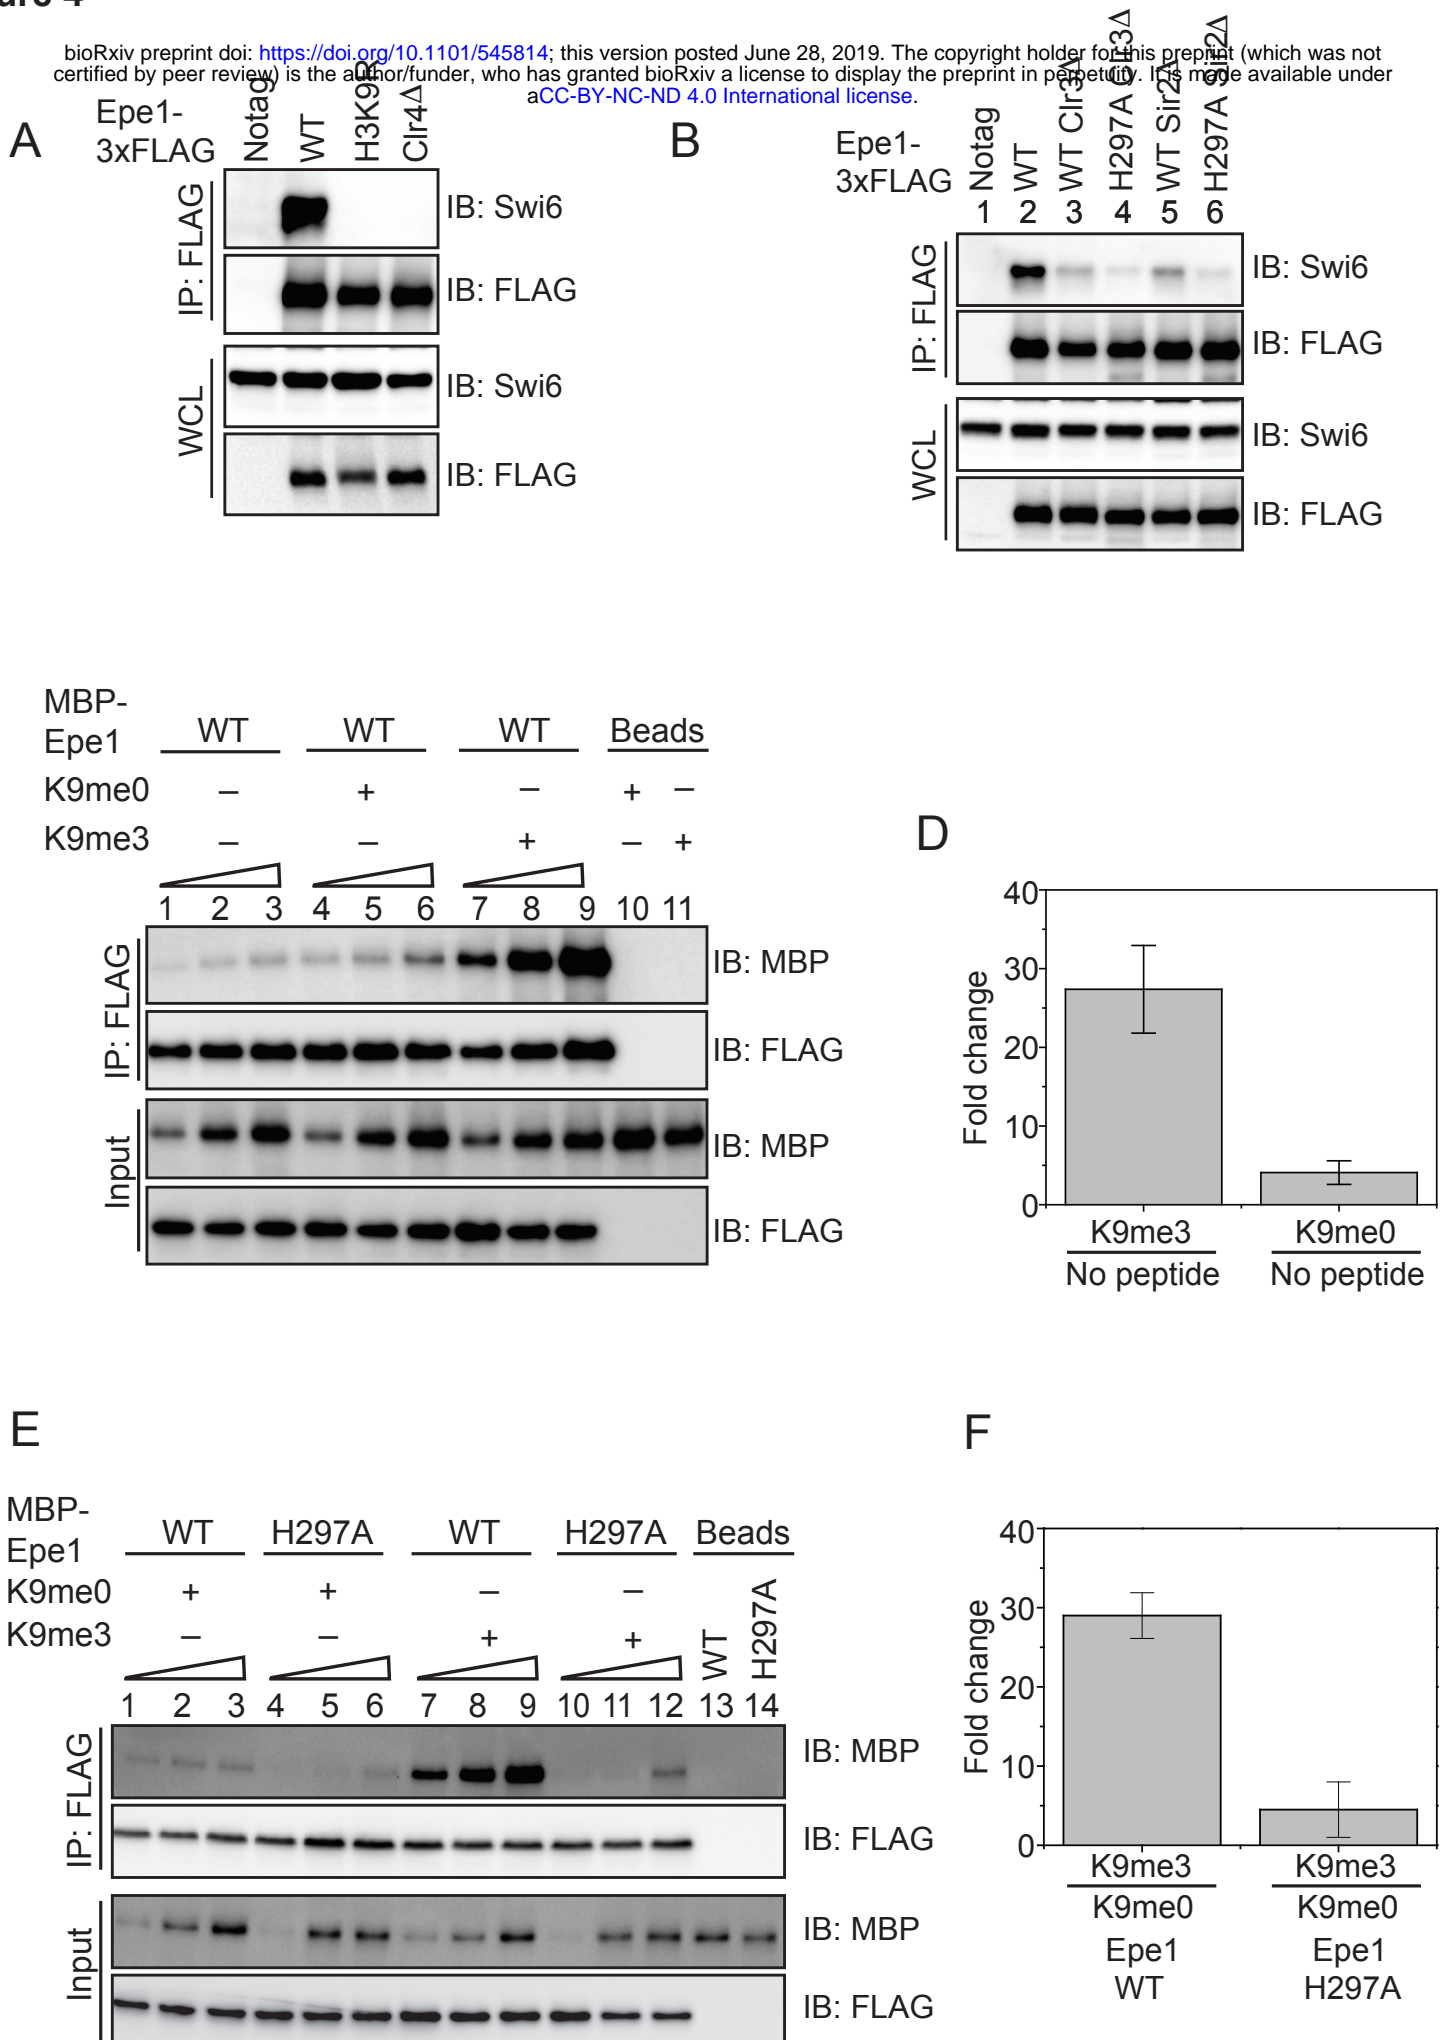 bioRxiv preprint doi: https://doi.org/10.1101/545814; this version posted June 28, 2019. The copyright holder for this preprint (which was not
certified by peer review) is the author/funder, who has granted bioRxiv a license to display the preprint in perpetuity. It is made available under
aCC-BY-NC-ND 4.0 International license.
A
Epe1-
3xFLAG
Notag
WT
H3K9R
Clr4Δ
IP: FLAG
IB: Swi6
IB: FLAG
WCL
IB: Swi6
IB: FLAG
B
Epe1-
3xFLAG
Notag
WT
WT Clr3Δ
H297A Clr3Δ
WT Sir2Δ
H297A Sir2Δ
1 2 3 4 5 6
IP: FLAG
IB: Swi6
IB: FLAG
WCL
IB: Swi6
IB: FLAG
MBP-
Epe1
WT WT WT Beads
K9me0 – + – + –
K9me3 – – + – +
1 2 3 4 5 6 7 8 9 10 11
IP: FLAG
IB: MBP
IB: FLAG
Input
IB: MBP
IB: FLAG
D
Fold change
40
30
20
10
0
K9me3 K9me0
No peptide No peptide
E
MBP-
Epe1
WT H297A WT H297A Beads
K9me0 + + – –
K9me3 – – + +
WT
H297A
1 2 3 4 5 6 7 8 9 10 11 12 13 14
IP: FLAG
IB: MBP
IB: FLAG
Input
IB: MBP
IB: FLAG
F
Fold change
40
30
20
10
0
K9me3 K9me3
K9me0 K9me0
Epe1 Epe1
WT H297A